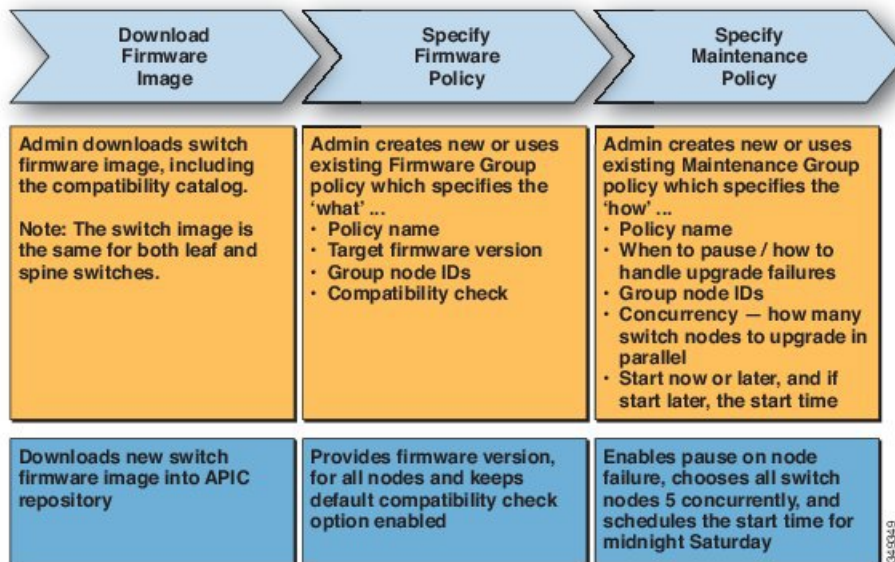 Download
Firmware
Image
Specify
Firmware
Policy
Specify
Maintenance
Policy
Admin downloads switch
firmware image, including
the compatibility catalog.
Note: The switch image is
the same for both leaf and
spine switches.
Admin creates new or uses
existing Firmware Group
policy which specifies the
‘what’ ...
• Policy name
• Target firmware version
• Group node IDs
• Compatibility check
Admin creates new or uses
existing Maintenance Group
policy which specifies the
‘how’ ...
• Policy name
• When to pause / how to
handle upgrade failures
• Group node IDs
• Concurrency — how many
switch nodes to upgrade in
parallel
• Start now or later, and if
start later, the start time
Downloads new switch
firmware image into APIC
repository
Provides firmware version,
for all nodes and keeps
default compatibility check
option enabled
Enables pause on node
failure, chooses all switch
nodes 5 concurrently, and
schedules the start time for
midnight Saturday
349349